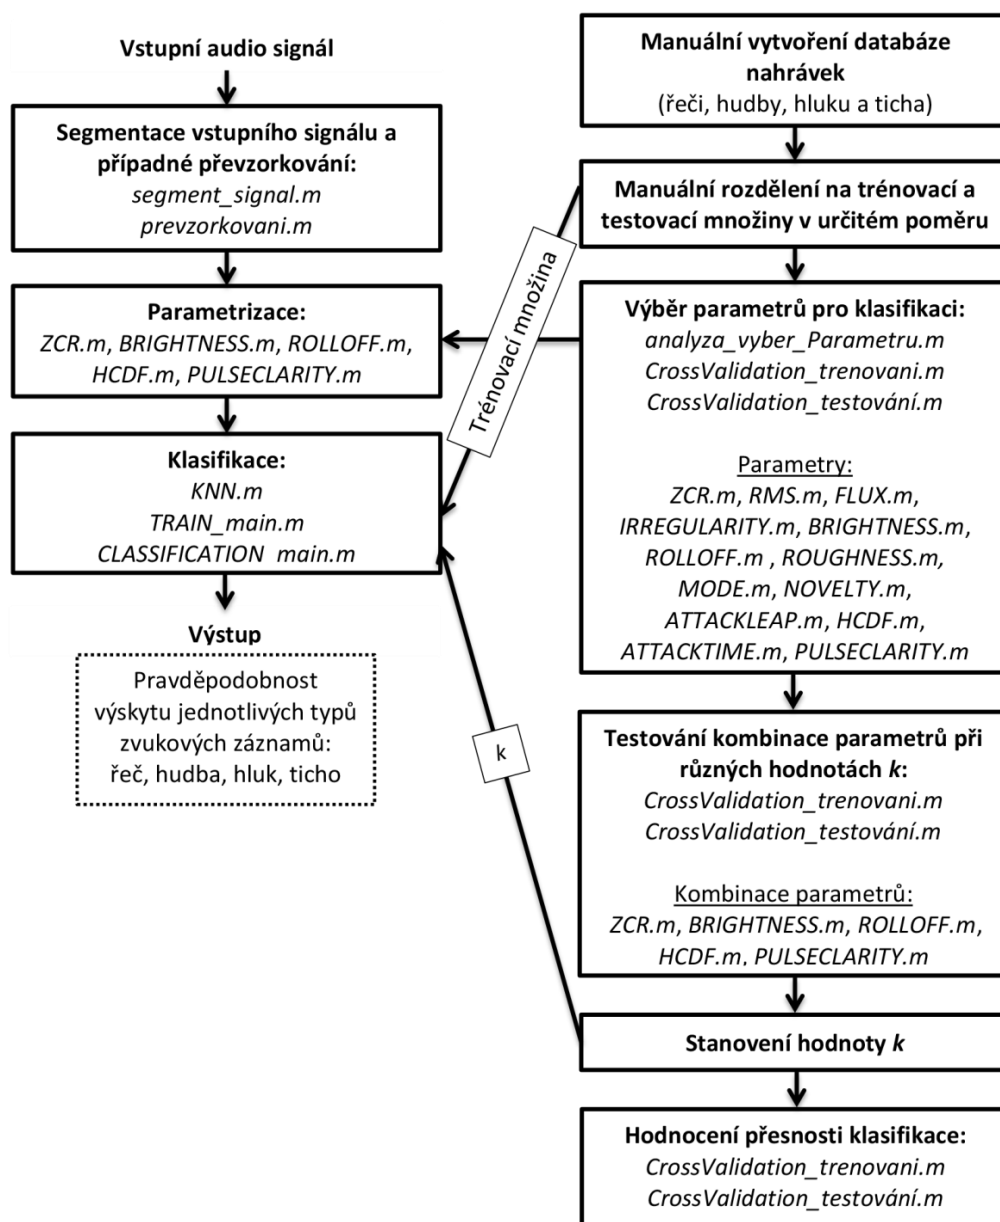 Vstupní audio signál
Segmentace vstupního signálu a
případné převzorkování:
segment_signal.m
prevzorkovani.m
Parametrizace:
ZCR.m, BRIGHTNESS.m, ROLLOFF.m,
HCDF.m, PULSECLARITY.m
Klasifikace:
KNN.m
TRAIN_main.m
CLASSIFICATION_main.m
Výstup
Pravděpodobnost
výskytu jednotlivých typů
zvukových záznamů:
řeč, hudba, hluk, ticho
Trénovací množina
k
Manuální vytvoření databáze
nahrávek
(řeči, hudby, hluku a ticha)
Manuální rozdělení na trénovací a
testovací množiny v určitém poměru
Výběr parametrů pro klasifikaci:
analyza_vyber_Parametru.m
CrossValidation_trenovani.m
CrossValidation_testování.m
Parametry:
ZCR.m, RMS.m, FLUX.m,
IRREGULARITY.m, BRIGHTNESS.m,
ROLLOFF.m , ROUGHNESS.m,
MODE.m, NOVELTY.m,
ATTACKLEAP.m, HCDF.m,
ATTACKTIME.m, PULSECLARITY.m
Testování kombinace parametrů při
různých hodnotách k:
CrossValidation_trenovani.m
CrossValidation_testování.m
Kombinace parametrů:
ZCR.m, BRIGHTNESS.m, ROLLOFF.m,
HCDF.m, PULSECLARITY.m
Stanovení hodnoty k
Hodnocení přesnosti klasifikace:
CrossValidation_trenovani.m
CrossValidation_testování.m